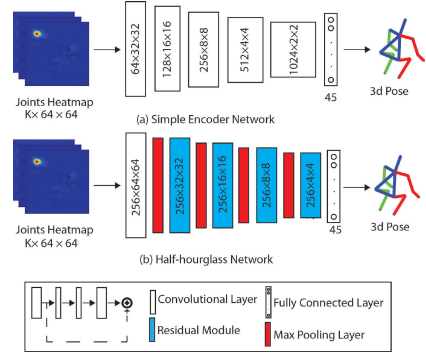 64×32×32
128×16×16
256×8×8
512×4×4
1024×2×2
Joints Heatmap
K× 64 × 64
45
3d Pose
(a) Simple Encoder Network
256×64×64
256×32×32
256×16×16
256×8×8
256×4×4
Joints Heatmap
K× 64 × 64
45
3d Pose
(b) Half-hourglass Network
Convolutional Layer
Fully Connected Layer
Residual Module
Max Pooling Layer